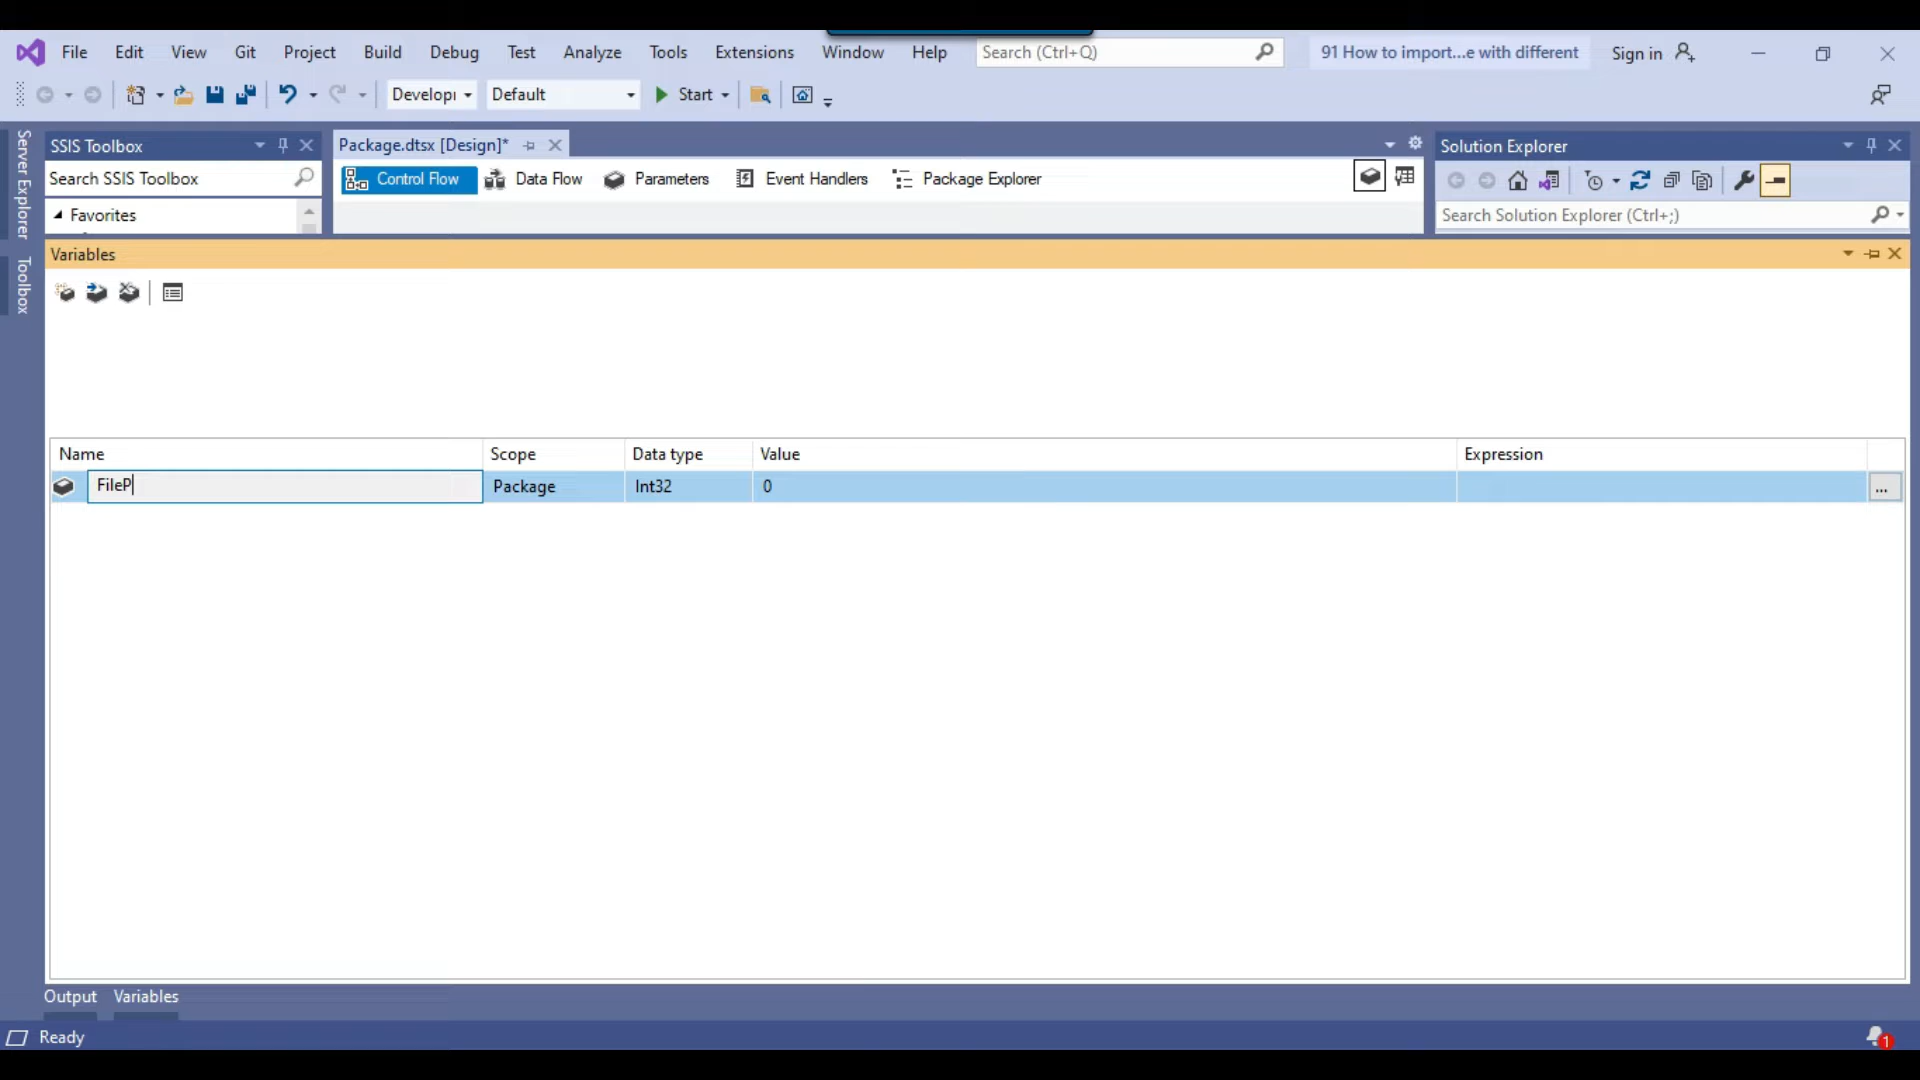 File Edit View Git Project Build Debug Test Analyze Tools Extensions Window Help Search (Ctrl+Q) 91 How to import...e with different Sign in
Developi Default Start
Server Explorer
Toolbox
SSIS Toolbox
Search SSIS Toolbox
Favorites
Package.dtsx [Design]*
Control Flow Data Flow Parameters Event Handlers Package Explorer
Solution Explorer
Search Solution Explorer (Ctrl+;)
Variables
Name Scope Data type Value Expression
FileP Package Int32 0 ...
Output Variables
Ready
1